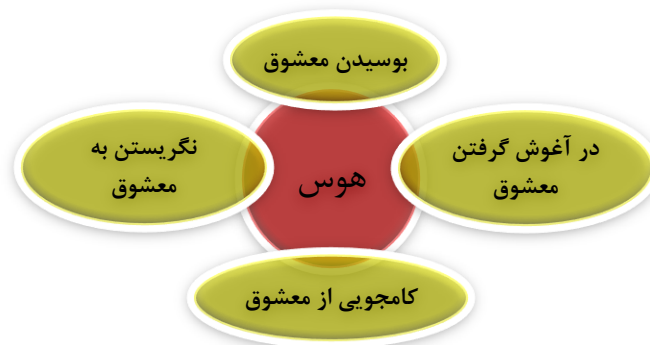 بوسیدن معشوق
در آغوش گرفتن
معشوق
هوس
نگریستن به
معشوق
کامجویی از معشوق